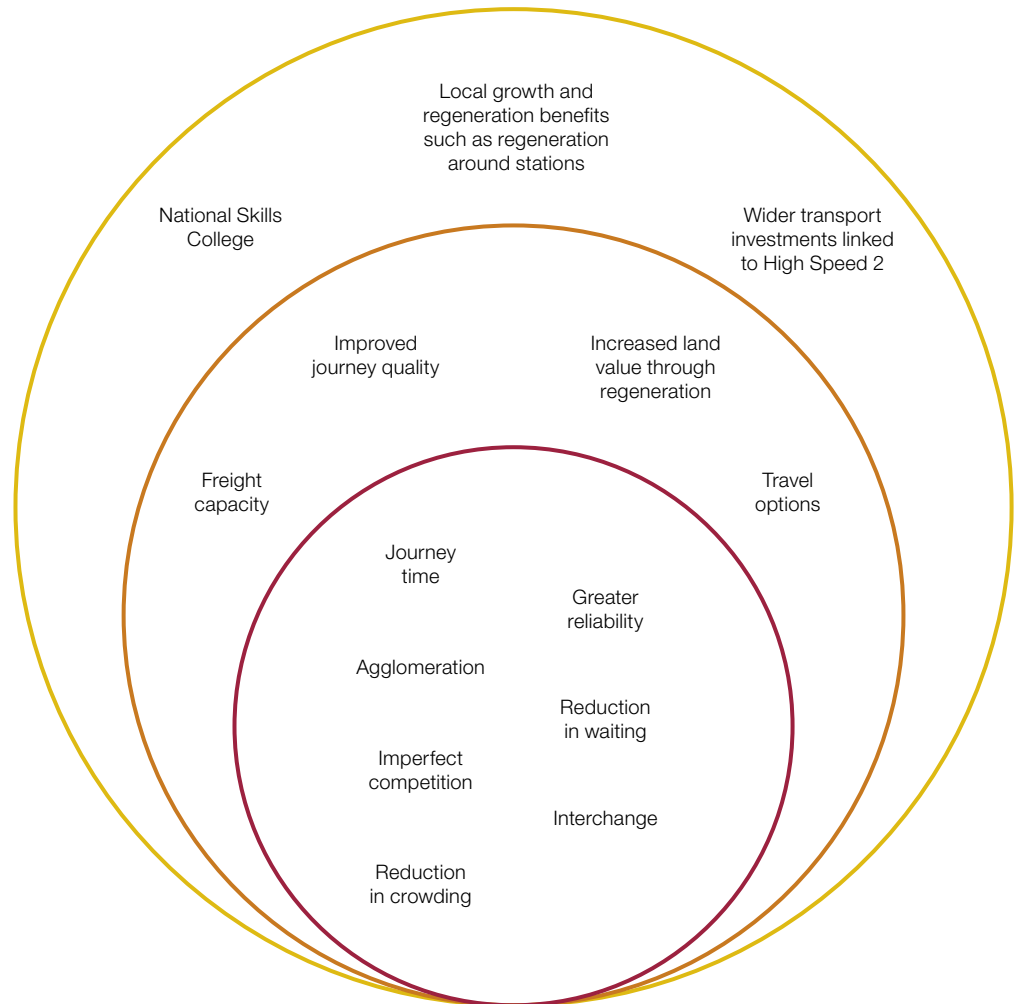 Local growth and
regeneration benefits
such as regeneration
around stations
National Skills
College
Wider transport
investments linked
to High Speed 2
Improved
journey quality
Increased land
value through
regeneration
Freight
capacity
Travel
options
Journey
time
Greater
reliability
Agglomeration
Reduction
in waiting
Imperfect
competition
Interchange
Reduction
in crowding